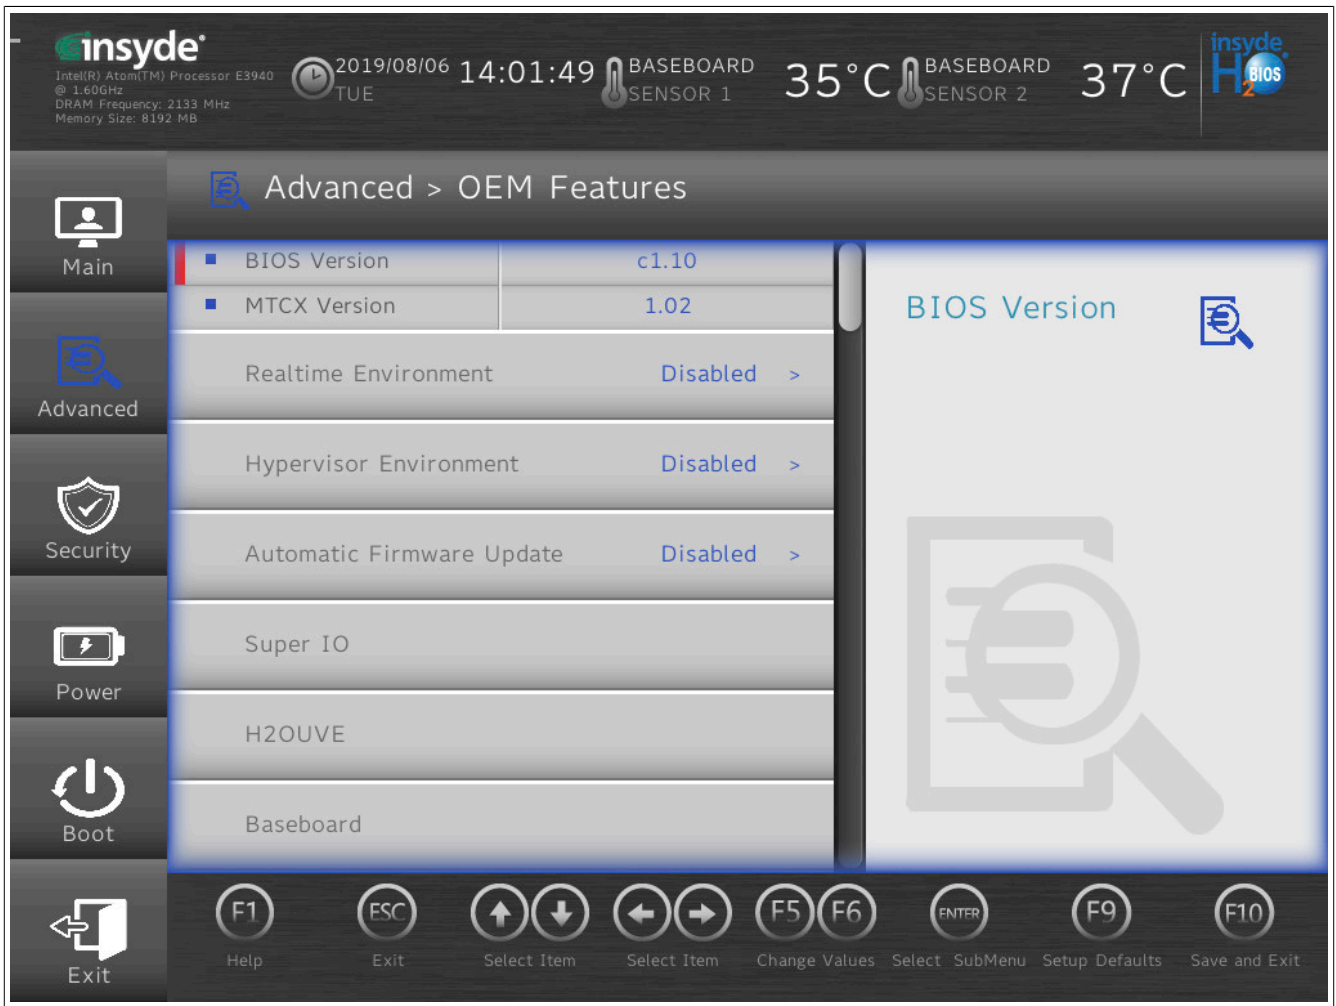 insyde®
Intel(R) Atom(TM) Processor E3940
@ 1.60GHz
DRAM Frequency: 2133 MHz
Memory Size: 8192 MB
2019/08/06
TUE
14:01:49
BASEBOARD
SENSOR 1
35°C
BASEBOARD
SENSOR 2
37°C
insyde
H2BIOS
Advanced > OEM Features
Main
Advanced
Security
Power
Boot
Exit
BIOS Version c1.10
MTCX Version 1.02
Realtime Environment Disabled >
Hypervisor Environment Disabled >
Automatic Firmware Update Disabled >
Super IO
H2OUVE
Baseboard
BIOS Version
F1
Help
ESC
Exit
Select Item
Select Item
F5 F6
Change Values
ENTER
Select SubMenu
F9
Setup Defaults
F10
Save and Exit